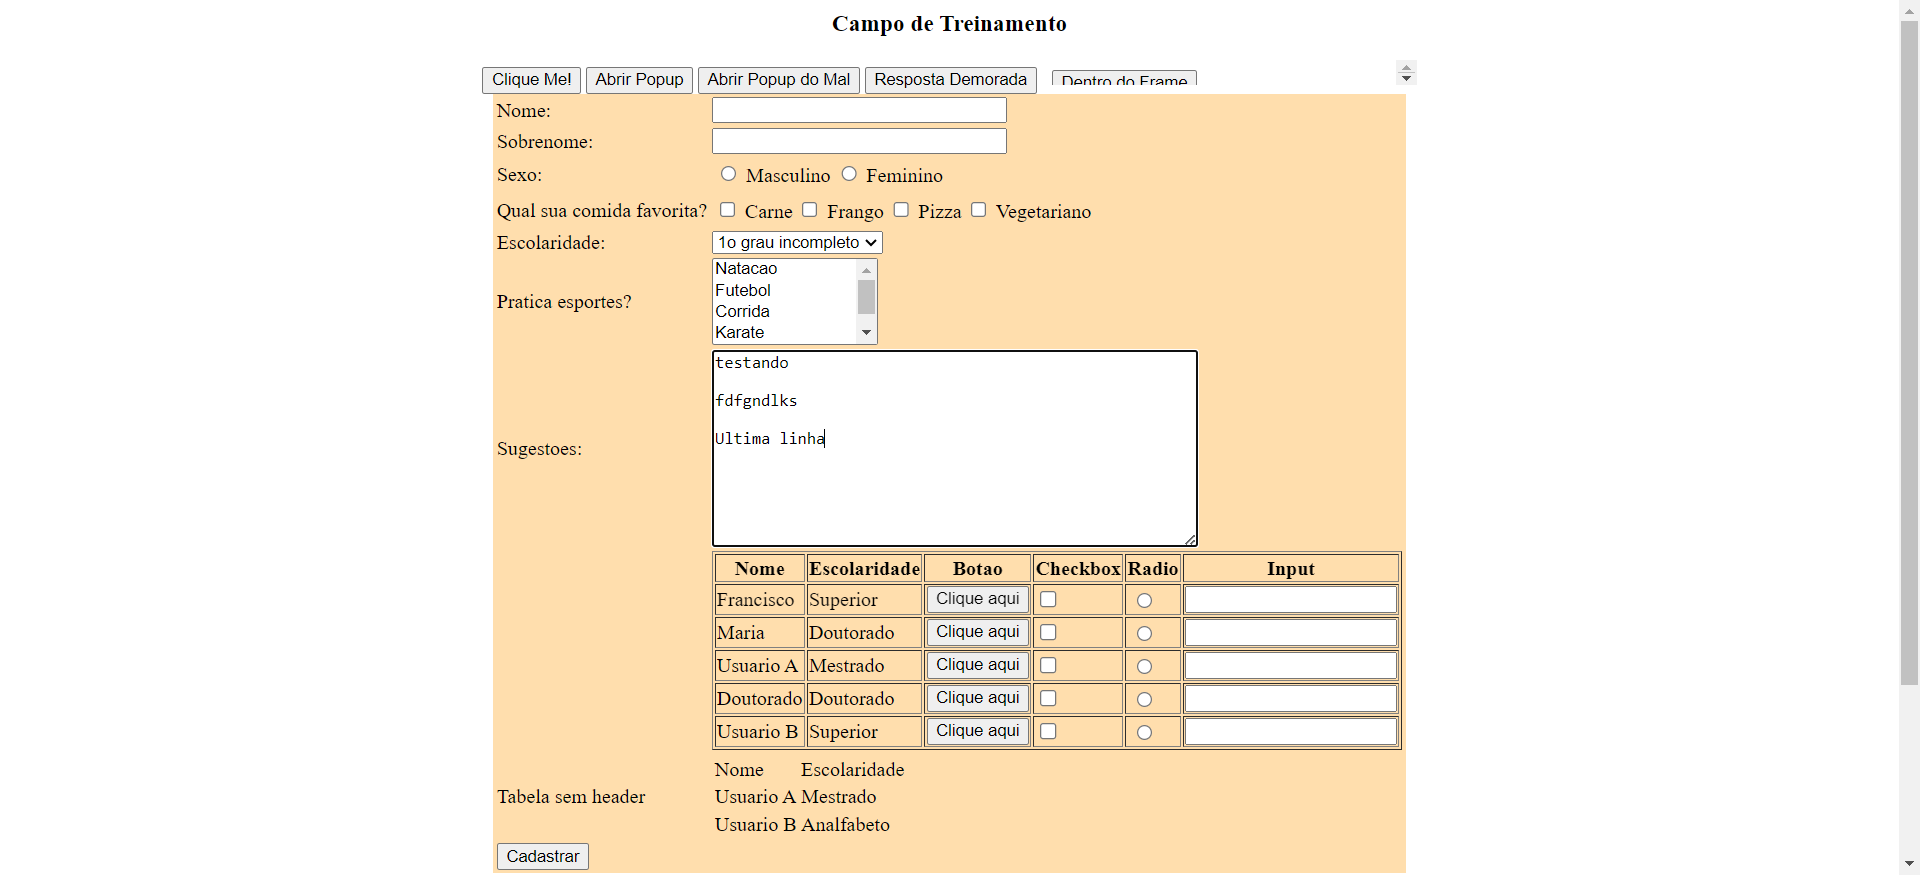 Campo de Treinamento
Clique Me! Abrir Popup Abrir Popup do Mal Resposta Demorada Dentro do Frame
Nome:
Sobrenome:
Sexo: Masculino Feminino
Qual sua comida favorita? Carne Frango Pizza Vegetariano
Escolaridade: 1o grau incompleto
Natacao
Futebol
Pratica esportes?
Corrida
Karate
testando
fdfgndlks
Ultima linha
Sugestoes:
Nome Escolaridade Botao Checkbox Radio Input
Francisco Superior Clique aqui
Maria Doutorado Clique aqui
Usuario A Mestrado Clique aqui
Doutorado Doutorado Clique aqui
Usuario B Superior Clique aqui
Nome Escolaridade
Tabela sem header Usuario A Mestrado
Usuario B Analfabeto
Cadastrar